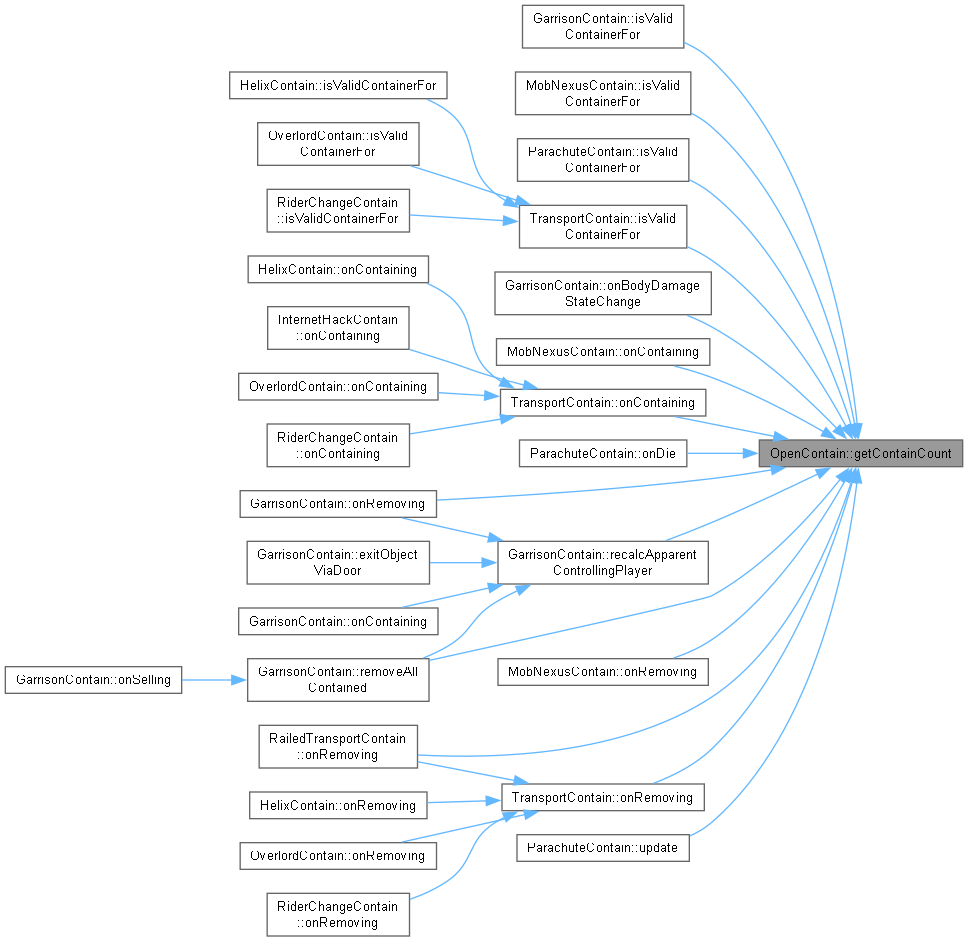 GarrisonContain::isValid
ContainerFor
HelixContain::isValidContainerFor
MobNexusContain::isValid
ContainerFor
OverlordContain::isValid
ContainerFor
ParachuteContain::isValid
ContainerFor
RiderChangeContain
::isValidContainerFor
TransportContain::isValid
ContainerFor
HelixContain::onContaining
GarrisonContain::onBodyDamage
StateChange
InternetHackContain
::onContaining
MobNexusContain::onContaining
OverlordContain::onContaining
TransportContain::onContaining
RiderChangeContain
::onContaining
ParachuteContain::onDie
OpenContain::getContainCount
GarrisonContain::onRemoving
GarrisonContain::exitObject
ViaDoor
GarrisonContain::recalcApparent
ControllingPlayer
GarrisonContain::onContaining
GarrisonContain::onSelling
GarrisonContain::removeAll
Contained
MobNexusContain::onRemoving
RailedTransportContain
::onRemoving
HelixContain::onRemoving
TransportContain::onRemoving
OverlordContain::onRemoving
ParachuteContain::update
RiderChangeContain
::onRemoving